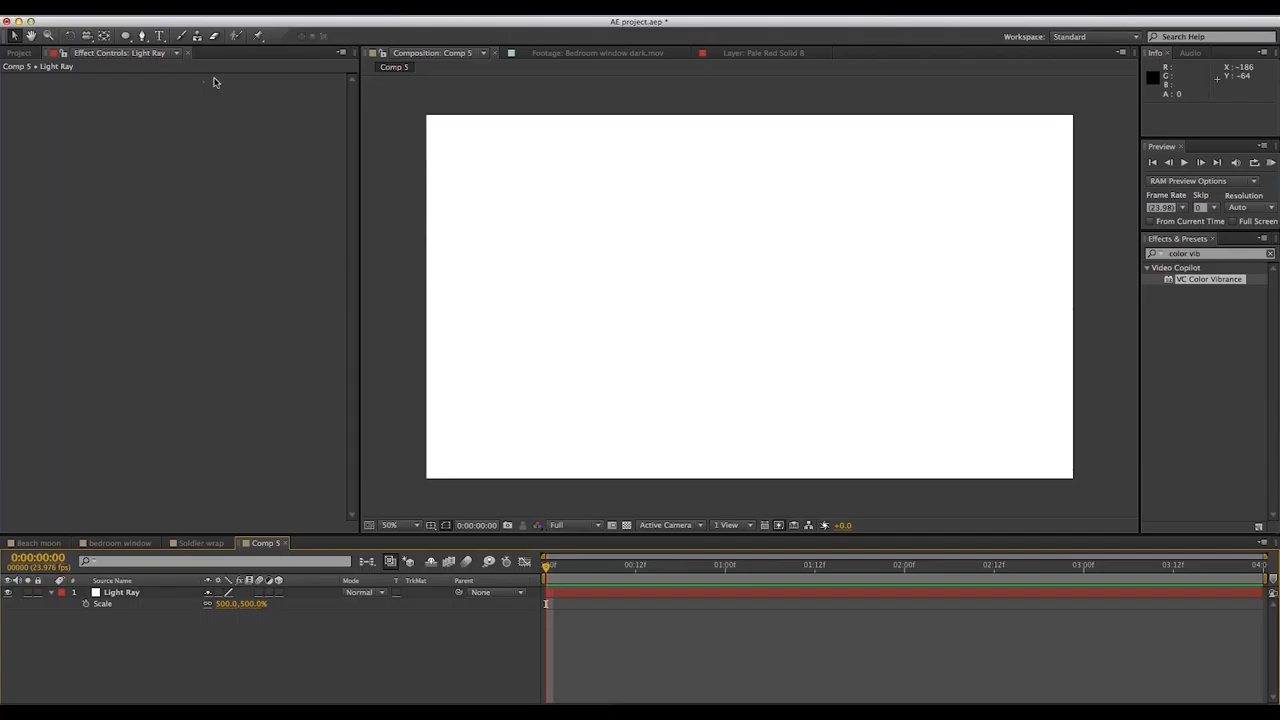 AE project.aep *
Workspace: Standard Search Help
Project Effect Controls: Light Ray Composition: Comp 5 Footage: Bedroom window dark.mov Layer: Pale Red Solid 8 Info Audio
Comp 5 • Light Ray Comp 5
R : X : -186
G : Y : -64
B :
A : 0
Preview
RAM Preview Options
Frame Rate Skip Resolution
(23.98) 0 Auto
From Current Time Full Screen
Effects & Presets
color vib
Video Copilot
VC Color Vibrance
50% 0:00:00:00 Full Active Camera 1 View +0.0
Beach moon bedroom window Soldier wrap Comp 5
0:00:00:00
00000 (23.976 fps)
00f 00:12f 01:00f 01:12f 02:00f 02:12f 03:00f 03:12f 04:0
# Source Name fx Mode T TrkMat Parent
1 Light Ray Normal None
Scale 500.0,500.0%